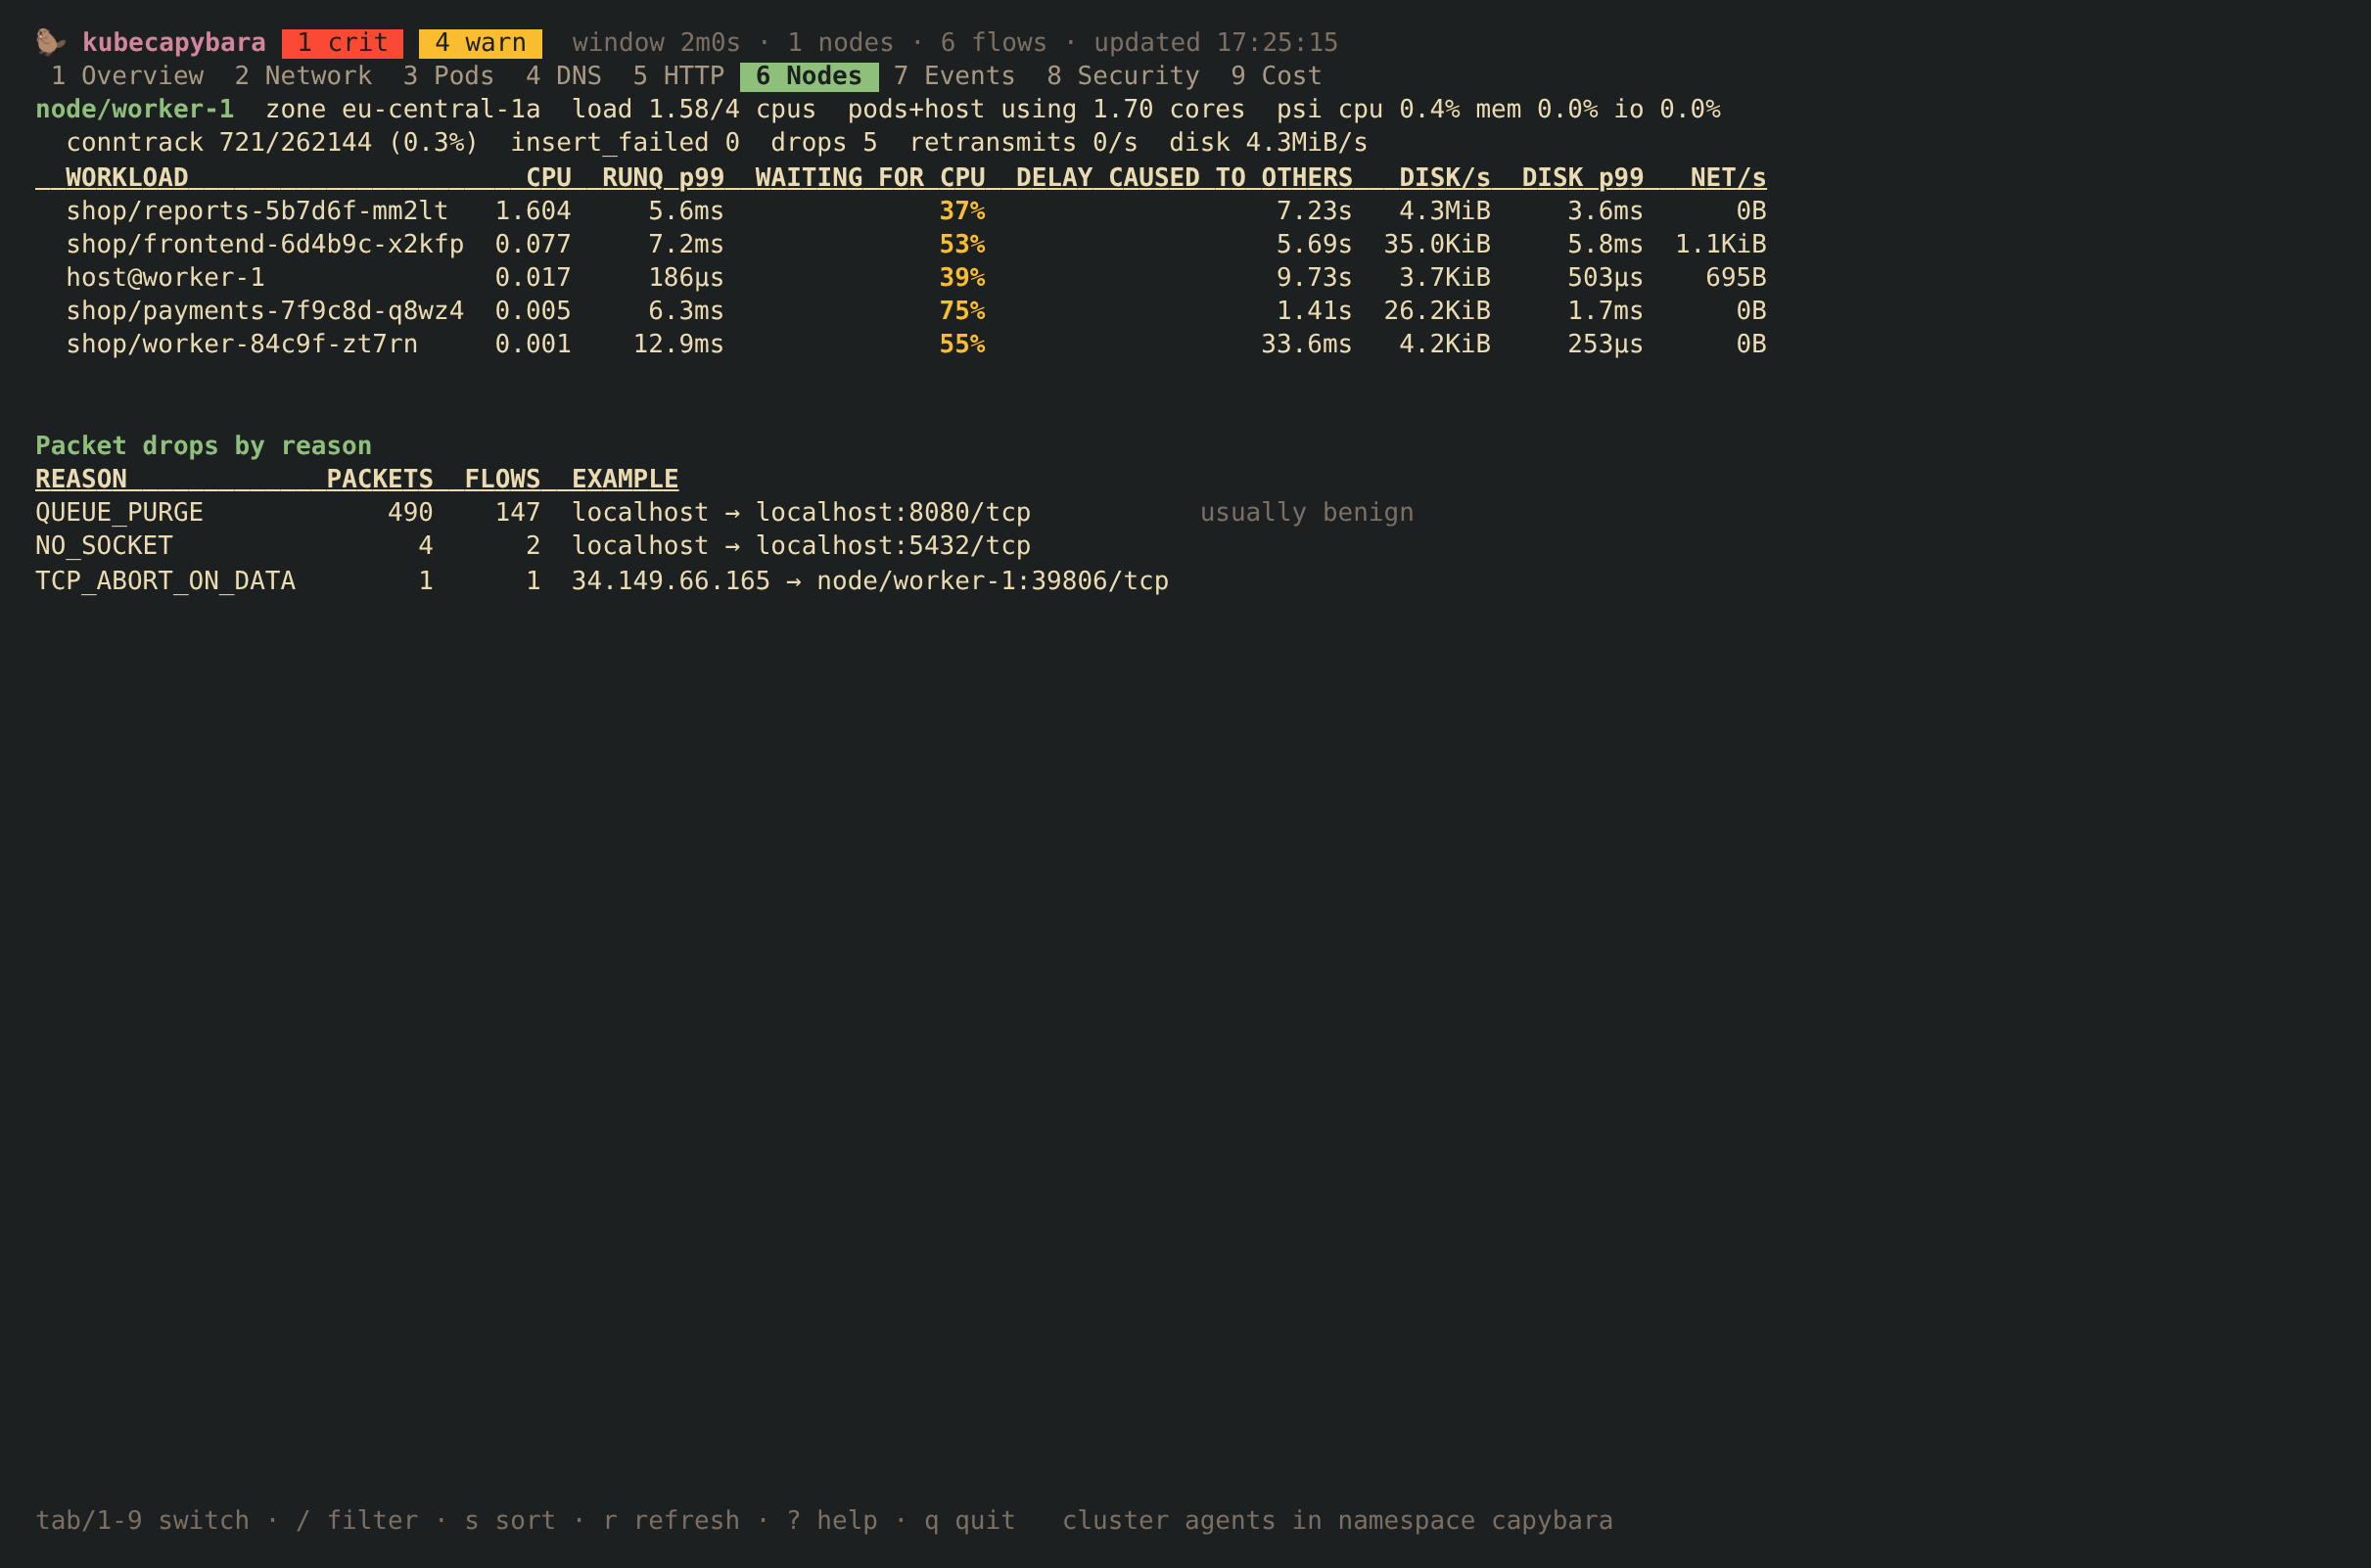 🦫 kubecapybara  1 crit   4 warn   window 2m0s · 1 nodes · 6 flows · updated 17:25:15
1 Overview  2 Network  3 Pods  4 DNS  5 HTTP  6 Nodes  7 Events  8 Security  9 Cost
node/worker-1  zone eu-central-1a  load 1.58/4 cpus  pods+host using 1.70 cores  psi cpu 0.4% mem 0.0% io 0.0%
conntrack 721/262144 (0.3%)  insert_failed 0  drops 5  retransmits 0/s  disk 4.3MiB/s
WORKLOAD  CPU  RUNQ p99  WAITING FOR CPU  DELAY CAUSED TO OTHERS  DISK/s  DISK p99  NET/s
shop/reports-5b7d6f-mm2lt  1.604  5.6ms  37%  7.23s  4.3MiB  3.6ms  0B
shop/frontend-6d4b9c-x2kfp  0.077  7.2ms  53%  5.69s  35.0KiB  5.8ms  1.1KiB
host@worker-1  0.017  186µs  39%  9.73s  3.7KiB  503µs  695B
shop/payments-7f9c8d-q8wz4  0.005  6.3ms  75%  1.41s  26.2KiB  1.7ms  0B
shop/worker-84c9f-zt7rn  0.001  12.9ms  55%  33.6ms  4.2KiB  253µs  0B
Packet drops by reason
REASON  PACKETS  FLOWS  EXAMPLE
QUEUE_PURGE  490  147  localhost → localhost:8080/tcp  usually benign
NO_SOCKET  4  2  localhost → localhost:5432/tcp
TCP_ABORT_ON_DATA  1  1  34.149.66.165 → node/worker-1:39806/tcp
tab/1-9 switch · / filter · s sort · r refresh · ? help · q quit   cluster agents in namespace capybara